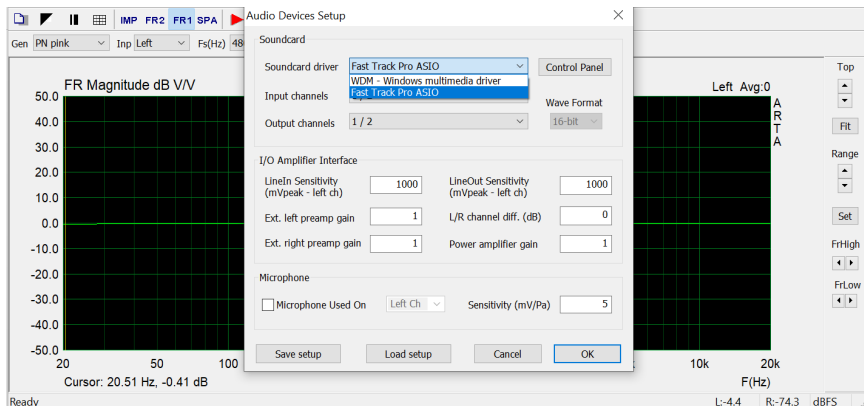 IMP FR2 FR1 SPA
Audio Devices Setup
Gen PN pink Inp Left Fs(Hz)
Soundcard
Soundcard driver Fast Track Pro ASIO Control Panel
WDM - Windows multimedia driver
Fast Track Pro ASIO
Input channels
Wave Format
Output channels 1 / 2 16-bit
I/O Amplifier Interface
LineIn Sensitivity
(mVpeak - left ch) 1000
LineOut Sensitivity
(mVpeak - left ch) 1000
Ext. left preamp gain 1 L/R channel diff. (dB) 0
Ext. right preamp gain 1 Power amplifier gain 1
Microphone
Microphone Used On Left Ch Sensitivity (mV/Pa) 5
Save setup Load setup Cancel OK
FR Magnitude dB V/V
Left Avg:0
A
R
T
A
50.0
40.0
30.0
20.0
10.0
0.0
-10.0
-20.0
-30.0
-40.0
-50.0
20 50 100 10k 20k
Cursor: 20.51 Hz, -0.41 dB
F(Hz)
Top
Fit
Range
Set
FrHigh
FrLow
Ready L:-4.4 R:-74.3 dBFS